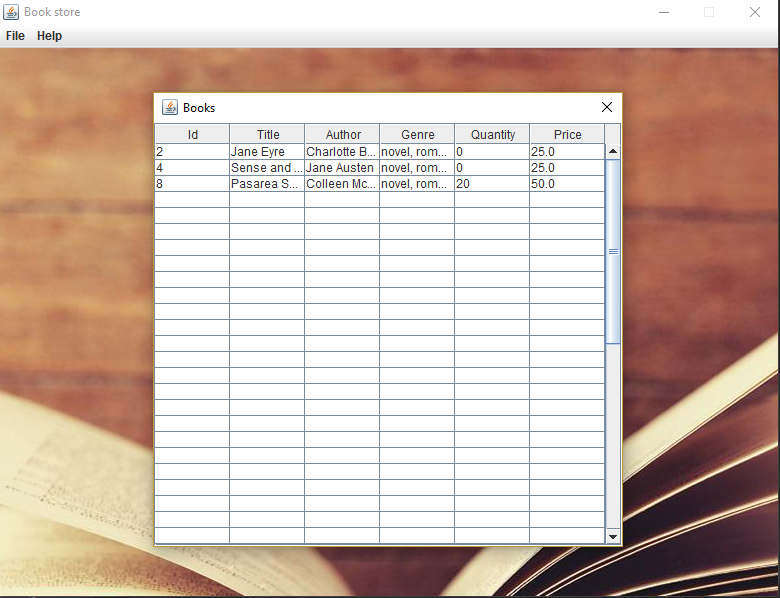 Book store
File Help
Books
Id Title Author Genre Quantity Price
2 Jane Eyre Charlotte B... novel, rom... 0 25.0
4 Sense and ... Jane Austen novel, rom... 0 25.0
8 Pasarea S... Colleen Mc... novel, rom... 20 50.0